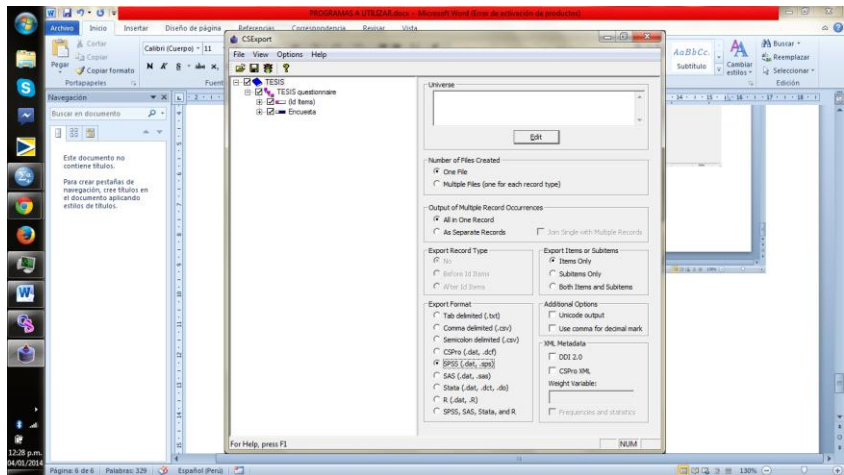 PROGRAMAS A UTILIZAR.docx - Microsoft Word (Error de activación de productos)
Archivo Inicio Insertar Diseño de página Referencias Correspondencia Revisar Vista
Cortar
Copiar
Pegar
Copiar formato
Portapapeles
Calibri (Cuerpo) 11
N K S abc x,
Fuent
AaBbCc.
Subtítulo
Cambiar estilos
Buscar
Reemplazar
Seleccionar
Edición
Navegación
Buscar en documento
Este documento no
contiene títulos.
Para crear pestañas de
navegación, cree títulos en
el documento aplicando
estilos de títulos.
CSExport
File View Options Help
TESIS
TESIS questionnaire
(Id Items)
Encuesta
Universe
Edit
Number of Files Created
One File
Multiple Files (one for each record type)
Output of Multiple Record Occurrences
All in One Record
As Separate Records
Join Single with Multiple Records
Export Record Type
No
Before Id Items
After Id Items
Export Items or Subitems
Items Only
Subitems Only
Both Items and Subitems
Export Format
Tab delimited (.txt)
Comma delimited (.csv)
Semicolon delimited (.csv)
CSPro (.dat, .dcf)
SPSS (.dat, .sps)
SAS (.dat, .sas)
Stata (.dat, .dct, .do)
R (.dat, .R)
SPSS, SAS, Stata, and R
Additional Options
Unicode output
Use comma for decimal mark
XML Metadata
DDI 2.0
CSPro XML
Weight Variable:
Frequencies and statistics
For Help, press F1
NUM
14 15 16 17 18
12:28 p.m.
04/01/2014
Página: 6 de 6 Palabras: 329 Español (Perú)
130%